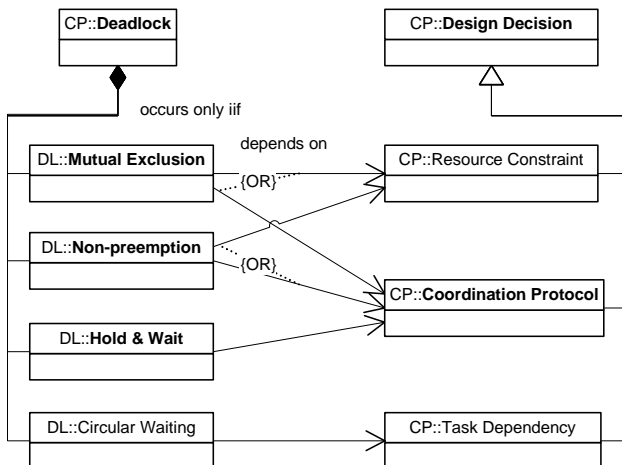 CP::Deadlock
CP::Design Decision
occurs only iif
depends on
DL::Mutual Exclusion
CP::Resource Constraint
{OR}
DL::Non-preemption
{OR}
CP::Coordination Protocol
DL::Hold & Wait
DL::Circular Waiting
CP::Task Dependency